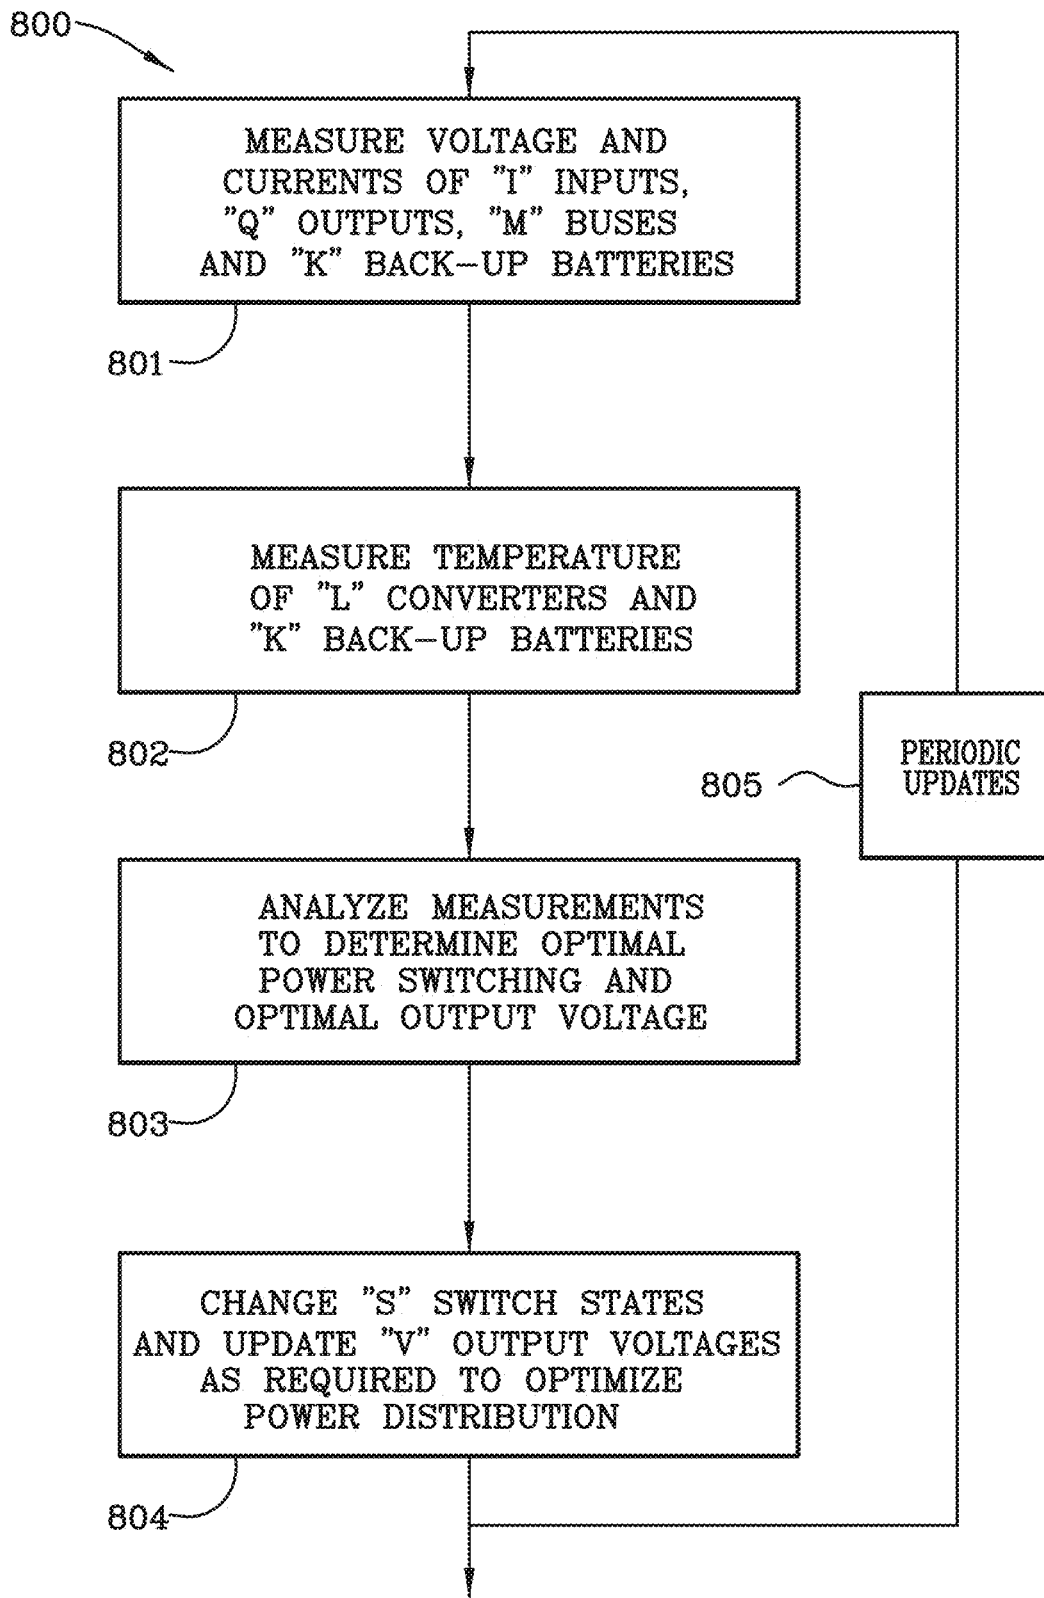 800
MEASURE VOLTAGE AND
CURRENTS OF "I" INPUTS,
"Q" OUTPUTS, "M" BUSES
AND "K" BACK-UP BATTERIES
801
MEASURE TEMPERATURE
OF "L" CONVERTERS AND
"K" BACK-UP BATTERIES
802
PERIODIC
UPDATES
805
ANALYZE MEASUREMENTS
TO DETERMINE OPTIMAL
POWER SWITCHING AND
OPTIMAL OUTPUT VOLTAGE
803
CHANGE "S" SWITCH STATES
AND UPDATE "V" OUTPUT VOLTAGES
AS REQUIRED TO OPTIMIZE
POWER DISTRIBUTION
804